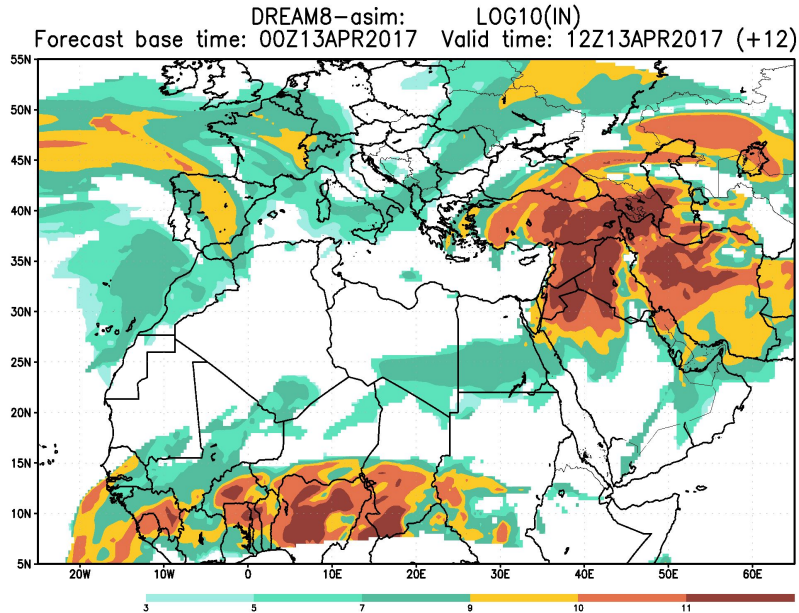 DREAM8-asim: LOG10(IN)
Forecast base time: 00Z13APR2017 Valid time: 12Z13APR2017 (+12)
55N
50N
45N
40N
35N
30N
25N
20N
15N
10N
5N
20W 10W 0 10E 20E 30E 40E 50E 60E
3 5 7 9 10 11